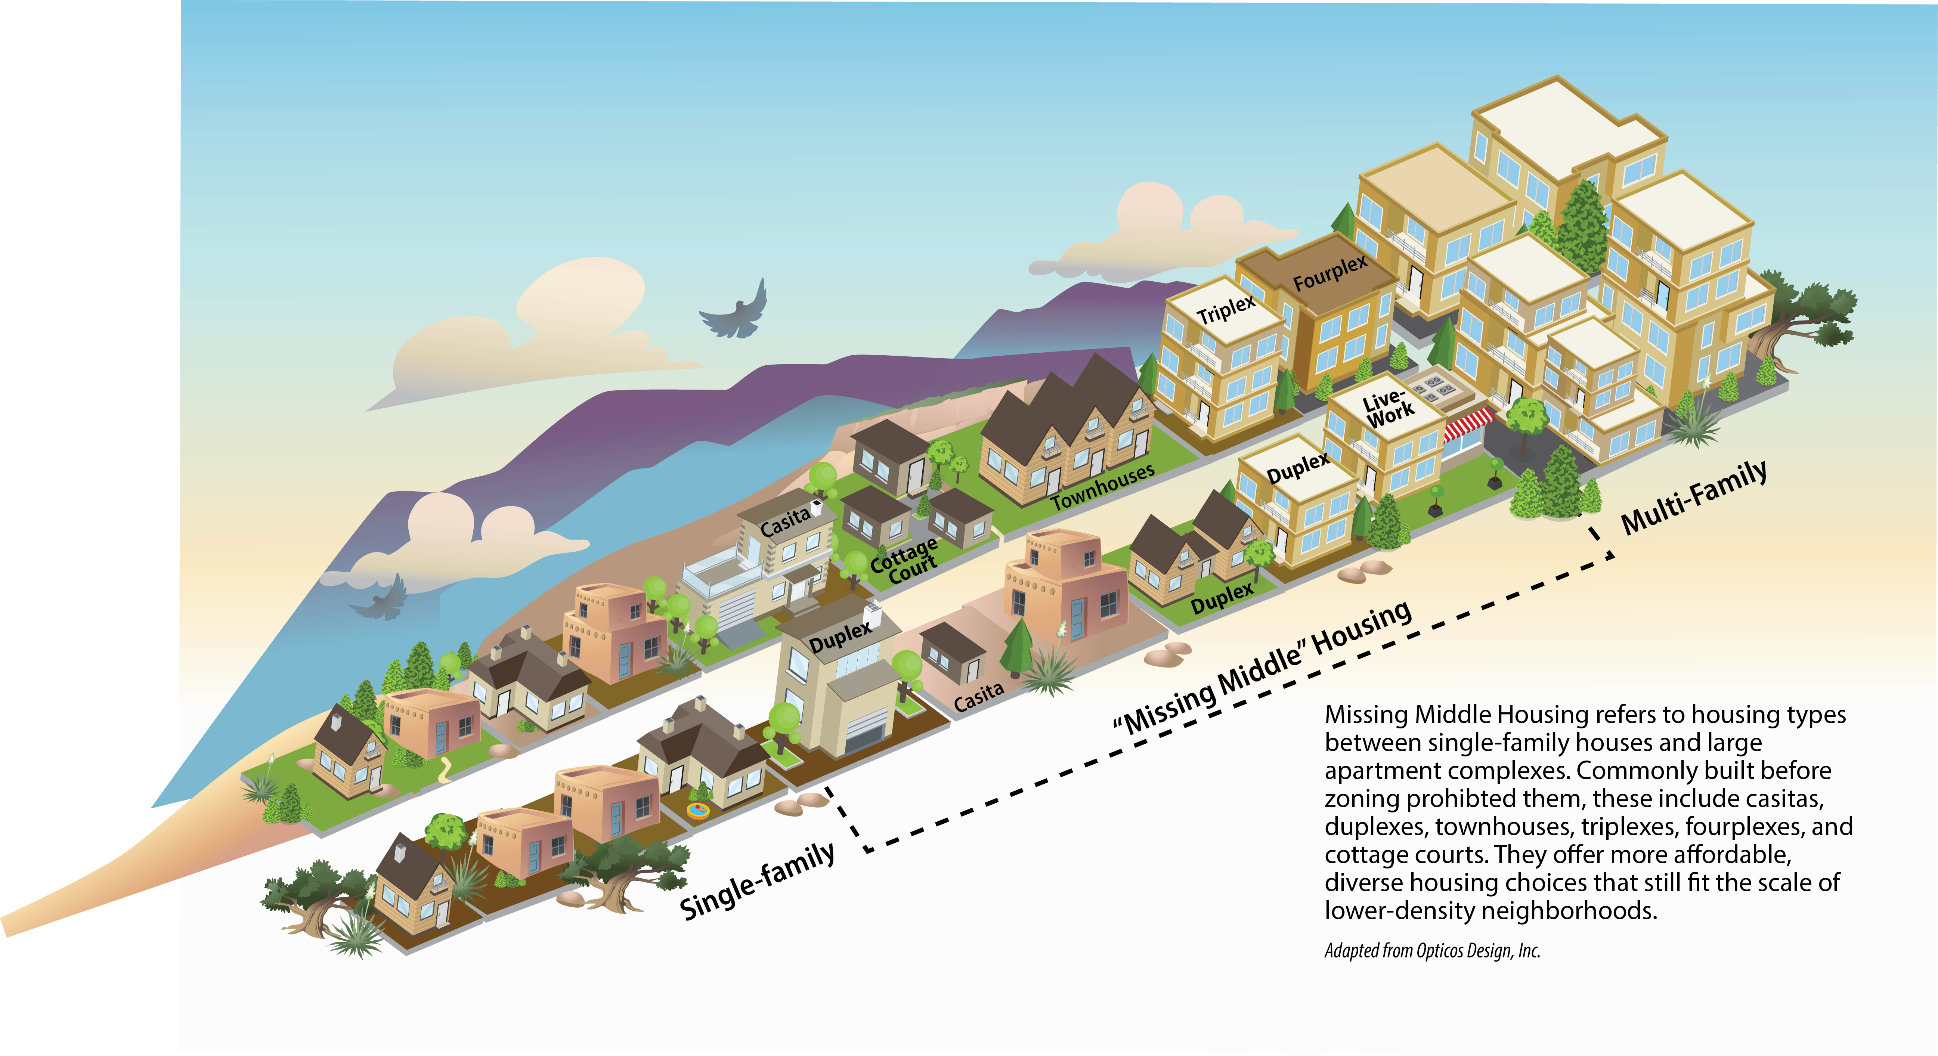 Fourplex
Triplex
Live-
Work
Duplex
Townhouses
Casita
Cottage
Court
Duplex
Duplex
Casita
Multi-Family
“Missing Middle” Housing
Single-family
Missing Middle Housing refers to housing types
between single-family houses and large
apartment complexes. Commonly built before
zoning prohibted them, these include casitas,
duplexes, townhouses, triplexes, fourplexes, and
cottage courts. They offer more affordable,
diverse housing choices that still fit the scale of
lower-density neighborhoods.
Adapted from Opticos Design, Inc.